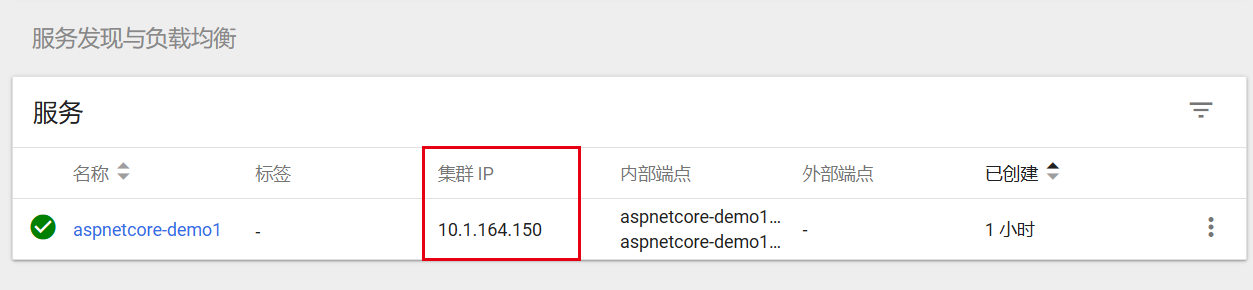 服务发现与负载均衡
服务
名称 标签 集群 IP 内部端点 外部端点 已创建
aspnetcore-demo1 - 10.1.164.150 aspnetcore-demo1... - 1 小时
aspnetcore-demo1...